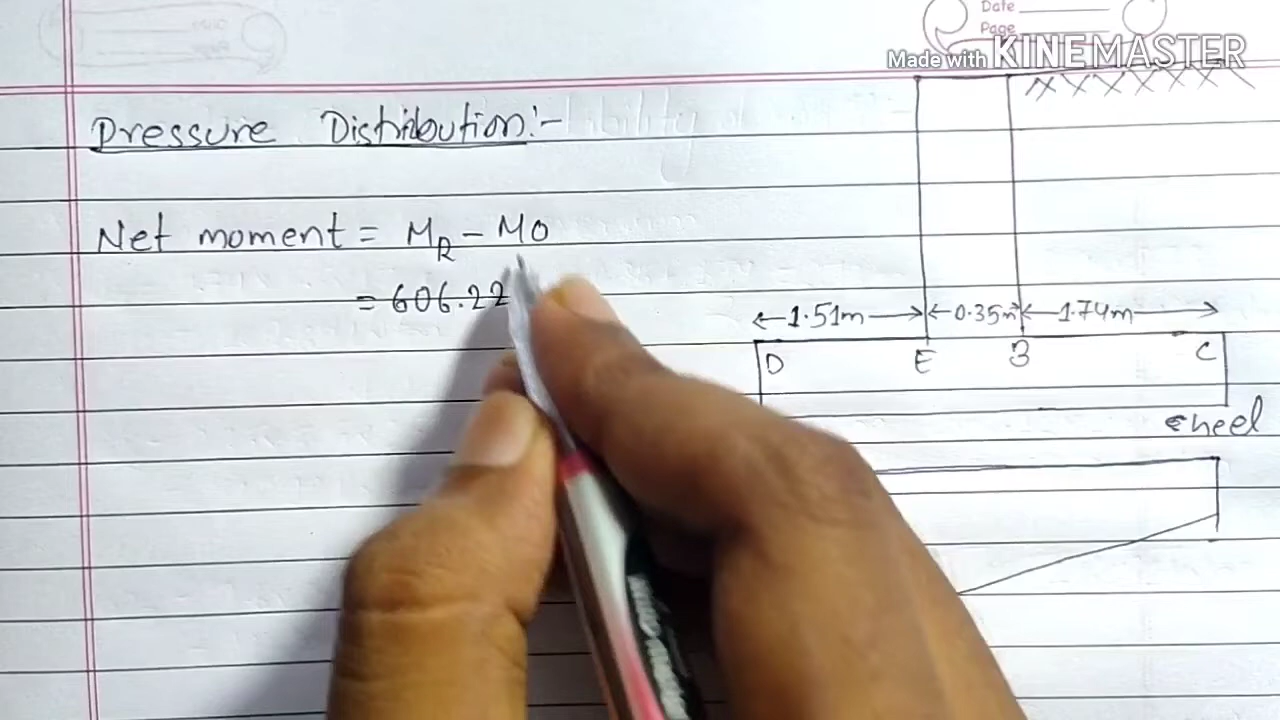 Date
Page
Made with KINEMASTER
Pressure Distribution:-
Net moment = MR - MO
= 606.22
1.51m 0.35m 1.74m
D E B C
heel